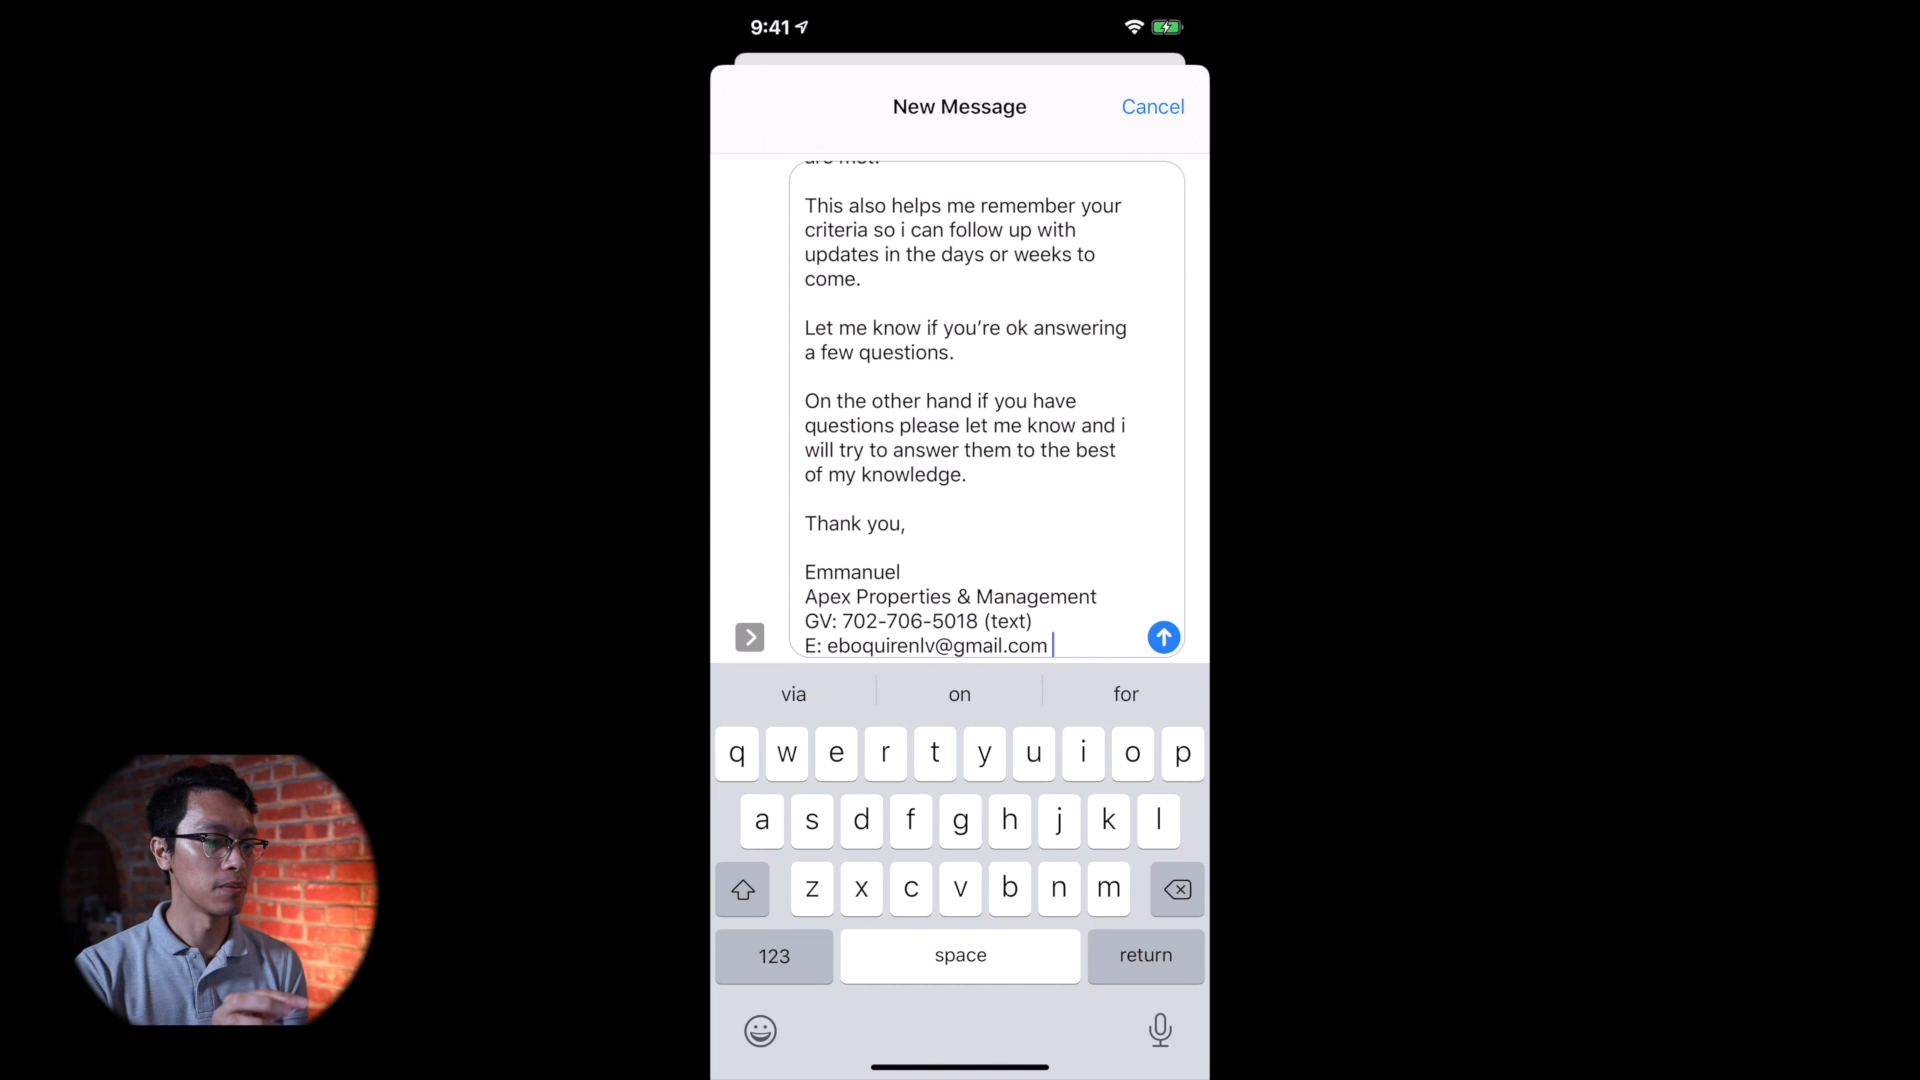 9:41
New Message
Cancel
are met.
This also helps me remember your
criteria so i can follow up with
updates in the days or weeks to
come.
Let me know if you’re ok answering
a few questions.
On the other hand if you have
questions please let me know and i
will try to answer them to the best
of my knowledge.
Thank you,
Emmanuel
Apex Properties & Management
GV: 702-706-5018 (text)
E: eboquirenlv@gmail.com
via on for
q w e r t y u i o p
a s d f g h j k l
z x c v b n m
123 space return